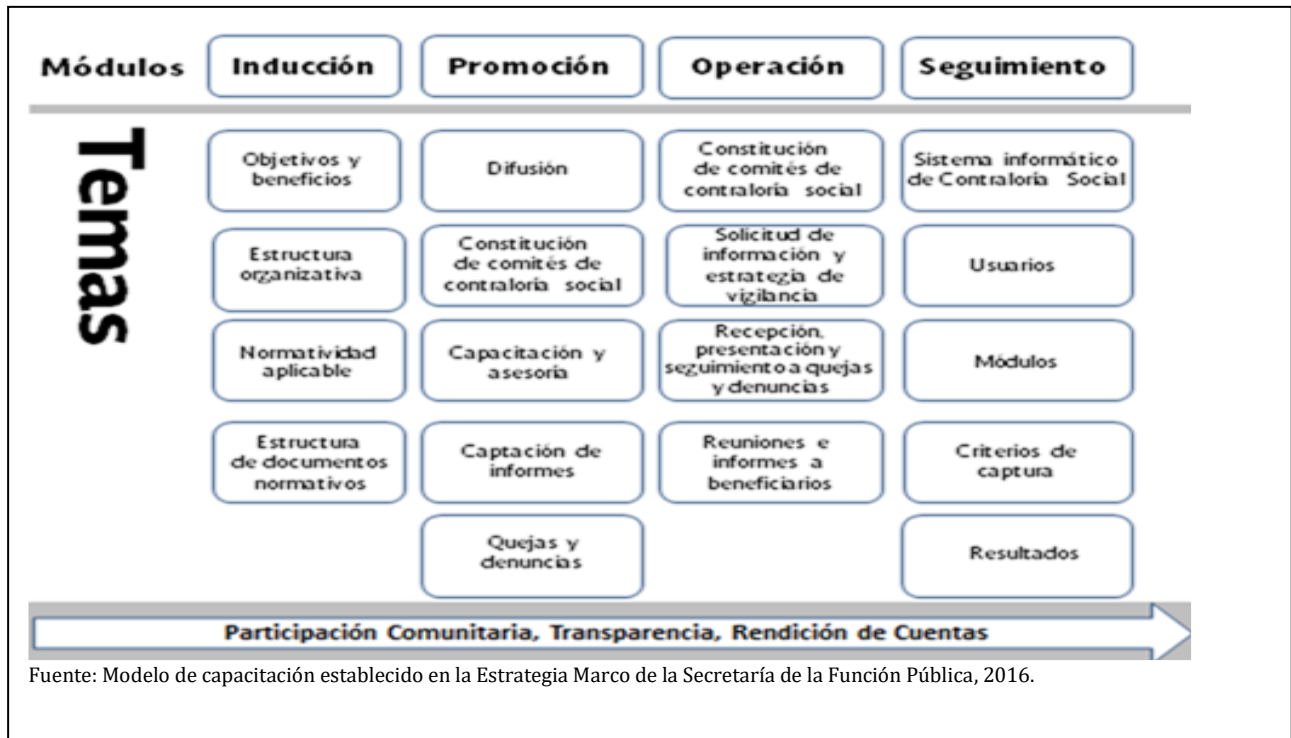 Módulos
Inducción
Promoción
Operación
Seguimiento
Temas
Objetivos y
beneficios
Difusión
Constitución
de comités de
contraloría social
Sistema informático
de Contraloría Social
Estructura
organizativa
Constitución
de comités de
contraloría social
Solicitud de
información y
estrategia de
vigilancia
Usuarios
Normatividad
aplicable
Capacitación y
asesoría
Recepción,
presentación y
seguimiento a quejas
y denuncias
Módulos
Estructura
de documentos
normativos
Captación de
informes
Reuniones e
informes a
beneficiarios
Criterios de
captura
Quejas y
denuncias
Resultados
Participación Comunitaria, Transparencia, Rendición de Cuentas
Fuente: Modelo de capacitación establecido en la Estrategia Marco de la Secretaría de la Función Pública, 2016.